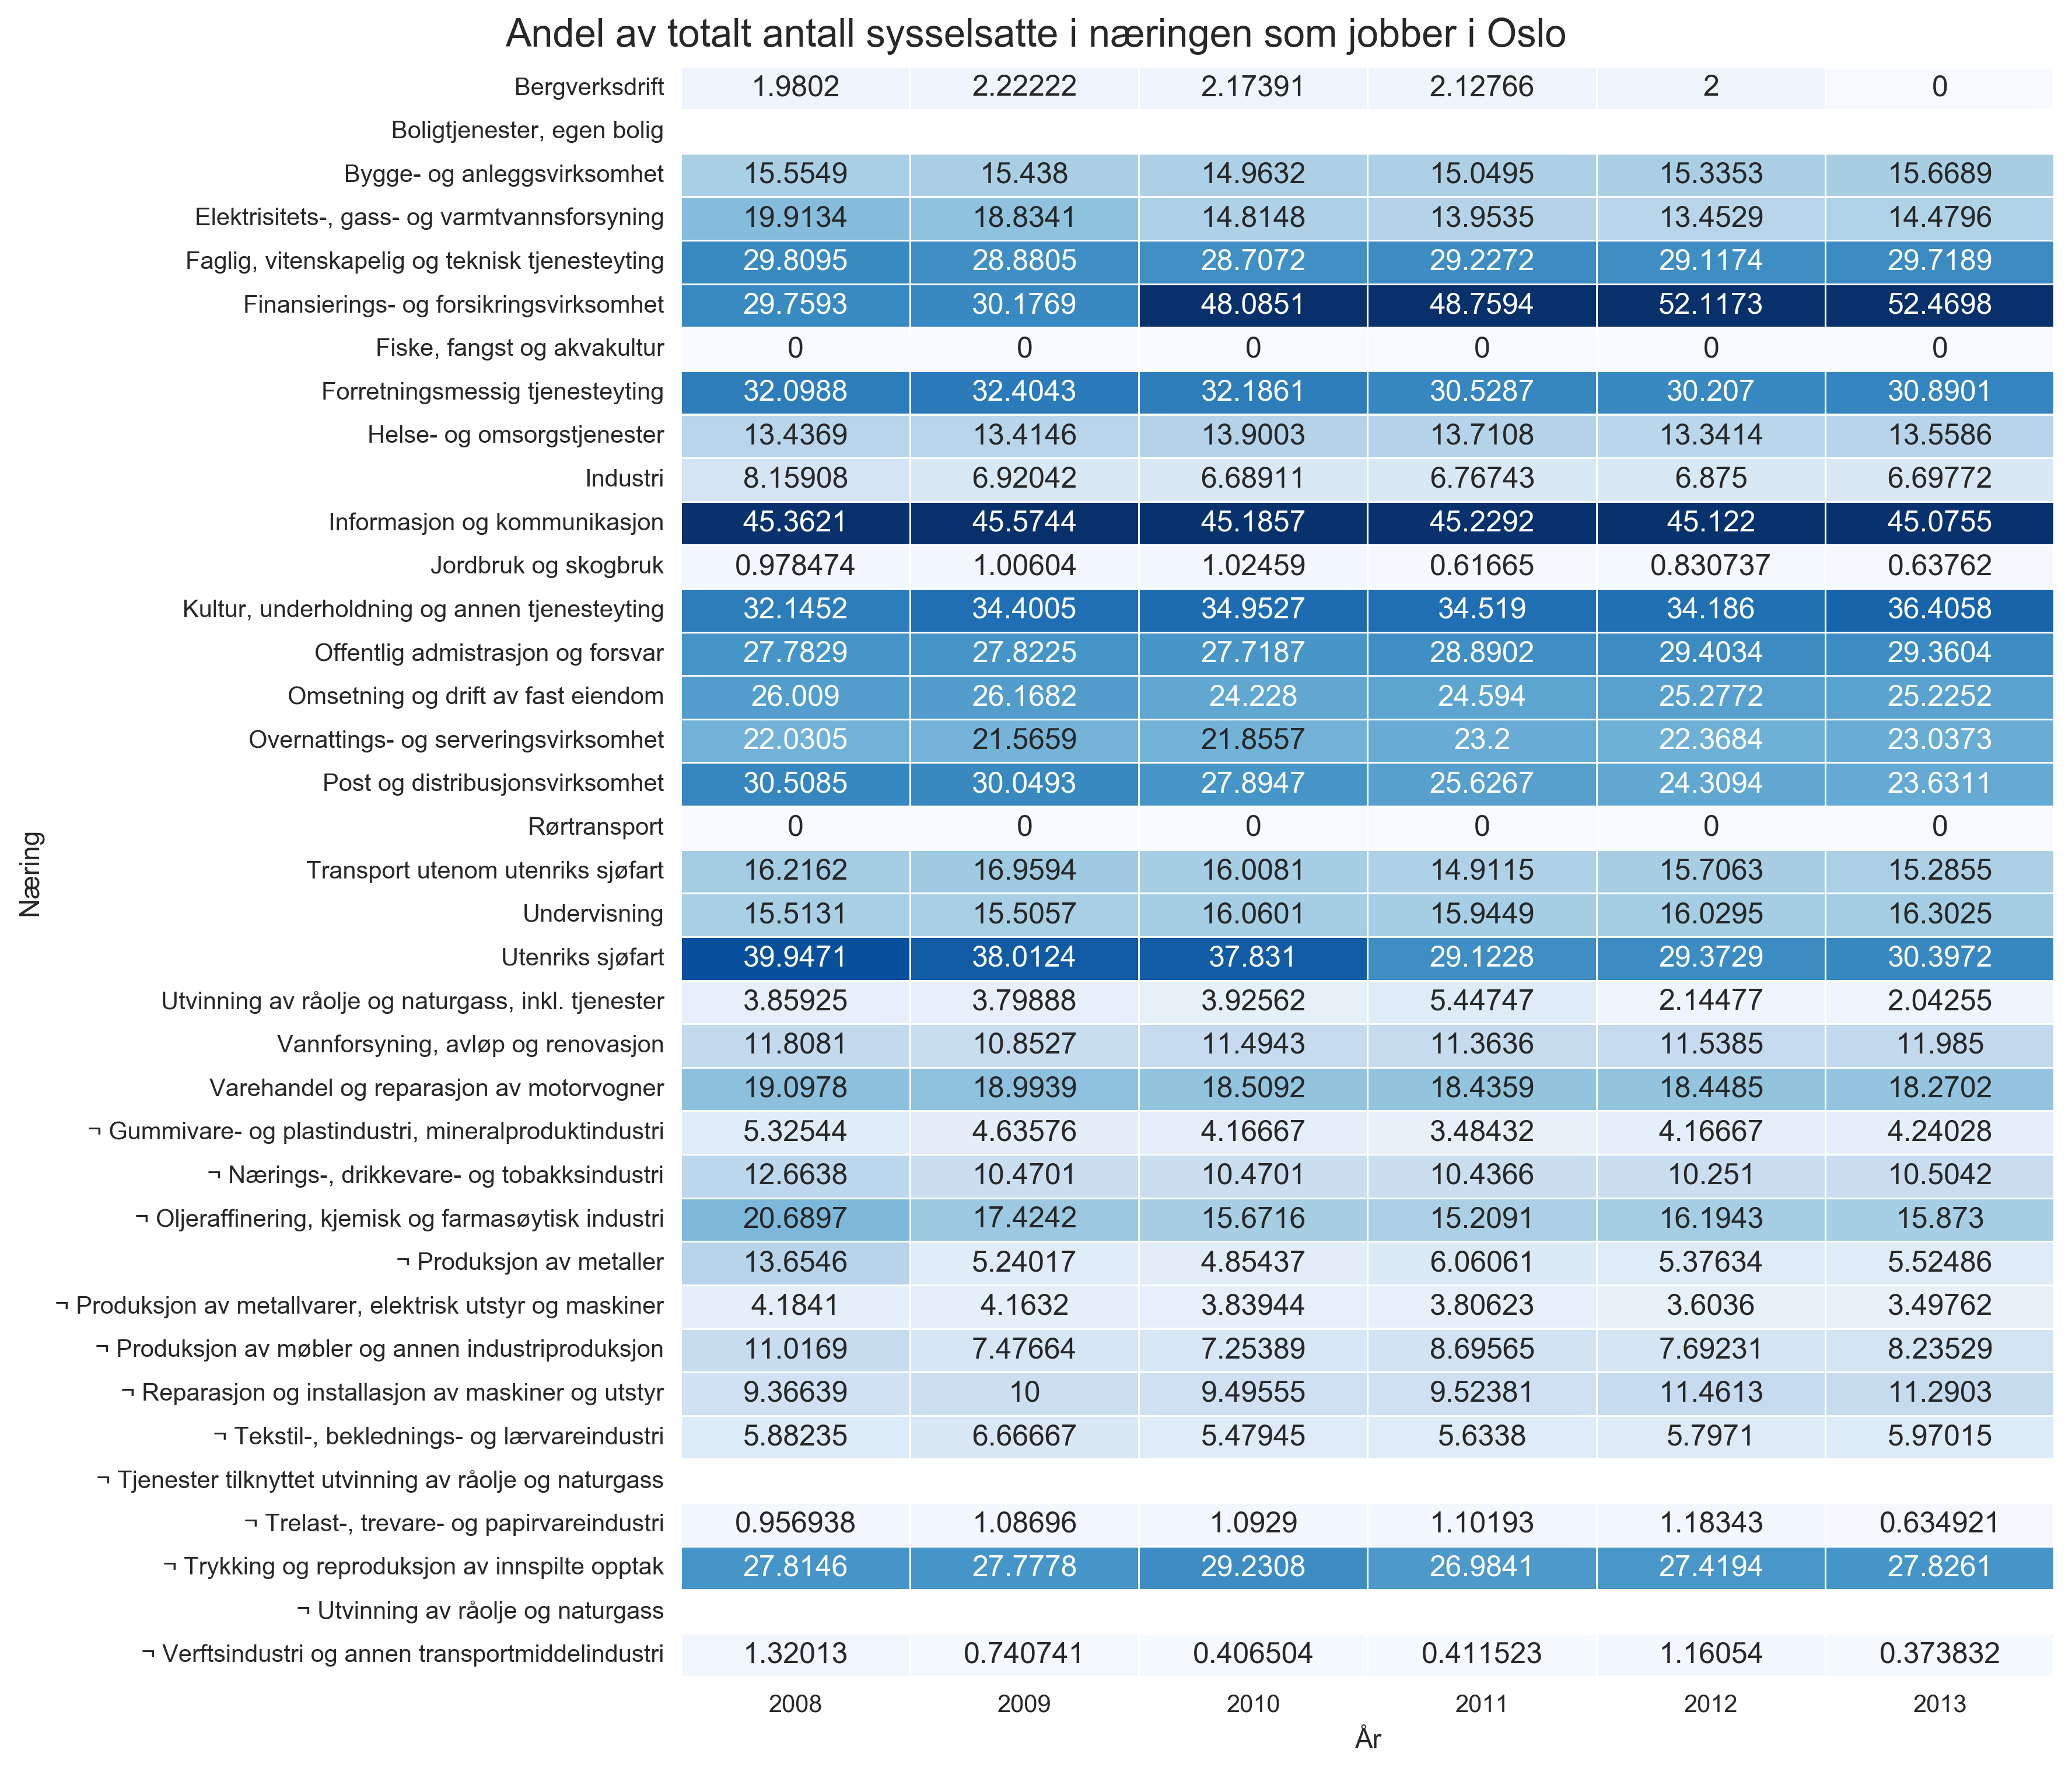 Andel av totalt antall sysselsatte i næringen som jobber i Oslo
Bergverksdrift 1.9802 2.22222 2.17391 2.12766 2 0
Boligtjenester, egen bolig
Bygge- og anleggsvirksomhet 15.5549 15.438 14.9632 15.0495 15.3353 15.6689
Elektrisitets-, gass- og varmtvannsforsyning 19.9134 18.8341 14.8148 13.9535 13.4529 14.4796
Faglig, vitenskapelig og teknisk tjenesteyting 29.8095 28.8805 28.7072 29.2272 29.1174 29.7189
Finansierings- og forsikringsvirksomhet 29.7593 30.1769 48.0851 48.7594 52.1173 52.4698
Fiske, fangst og akvakultur 0 0 0 0 0 0
Forretningsmessig tjenesteyting 32.0988 32.4043 32.1861 30.5287 30.207 30.8901
Helse- og omsorgstjenester 13.4369 13.4146 13.9003 13.7108 13.3414 13.5586
Industri 8.15908 6.92042 6.68911 6.76743 6.875 6.69772
Informasjon og kommunikasjon 45.3621 45.5744 45.1857 45.2292 45.122 45.0755
Jordbruk og skogbruk 0.978474 1.00604 1.02459 0.61665 0.830737 0.63762
Kultur, underholdning og annen tjenesteyting 32.1452 34.4005 34.9527 34.519 34.186 36.4058
Offentlig admistrasjon og forsvar 27.7829 27.8225 27.7187 28.8902 29.4034 29.3604
Omsetning og drift av fast eiendom 26.009 26.1682 24.228 24.594 25.2772 25.2252
Overnattings- og serveringsvirksomhet 22.0305 21.5659 21.8557 23.2 22.3684 23.0373
Post og distribusjonsvirksomhet 30.5085 30.0493 27.8947 25.6267 24.3094 23.6311
Rørtransport 0 0 0 0 0 0
Transport utenom utenriks sjøfart 16.2162 16.9594 16.0081 14.9115 15.7063 15.2855
Undervisning 15.5131 15.5057 16.0601 15.9449 16.0295 16.3025
Utenriks sjøfart 39.9471 38.0124 37.831 29.1228 29.3729 30.3972
Utvinning av råolje og naturgass, inkl. tjenester 3.85925 3.79888 3.92562 5.44747 2.14477 2.04255
Vannforsyning, avløp og renovasjon 11.8081 10.8527 11.4943 11.3636 11.5385 11.985
Varehandel og reparasjon av motorvogner 19.0978 18.9939 18.5092 18.4359 18.4485 18.2702
¬ Gummivare- og plastindustri, mineralproduktindustri 5.32544 4.63576 4.16667 3.48432 4.16667 4.24028
¬ Nærings-, drikkevare- og tobakksindustri 12.6638 10.4701 10.4701 10.4366 10.251 10.5042
¬ Oljeraffinering, kjemisk og farmasøytisk industri 20.6897 17.4242 15.6716 15.2091 16.1943 15.873
¬ Produksjon av metaller 13.6546 5.24017 4.85437 6.06061 5.37634 5.52486
¬ Produksjon av metallvarer, elektrisk utstyr og maskiner 4.1841 4.1632 3.83944 3.80623 3.6036 3.49762
¬ Produksjon av møbler og annen industriproduksjon 11.0169 7.47664 7.25389 8.69565 7.69231 8.23529
¬ Reparasjon og installasjon av maskiner og utstyr 9.36639 10 9.49555 9.52381 11.4613 11.2903
¬ Tekstil-, beklednings- og lærvareindustri 5.88235 6.66667 5.47945 5.6338 5.7971 5.97015
¬ Tjenester tilknyttet utvinning av råolje og naturgass
¬ Trelast-, trevare- og papirvareindustri 0.956938 1.08696 1.0929 1.10193 1.18343 0.634921
¬ Trykking og reproduksjon av innspilte opptak 27.8146 27.7778 29.2308 26.9841 27.4194 27.8261
¬ Utvinning av råolje og naturgass
¬ Verftsindustri og annen transportmiddelindustri 1.32013 0.740741 0.406504 0.411523 1.16054 0.373832
2008 2009 2010 2011 2012 2013
År
Næring